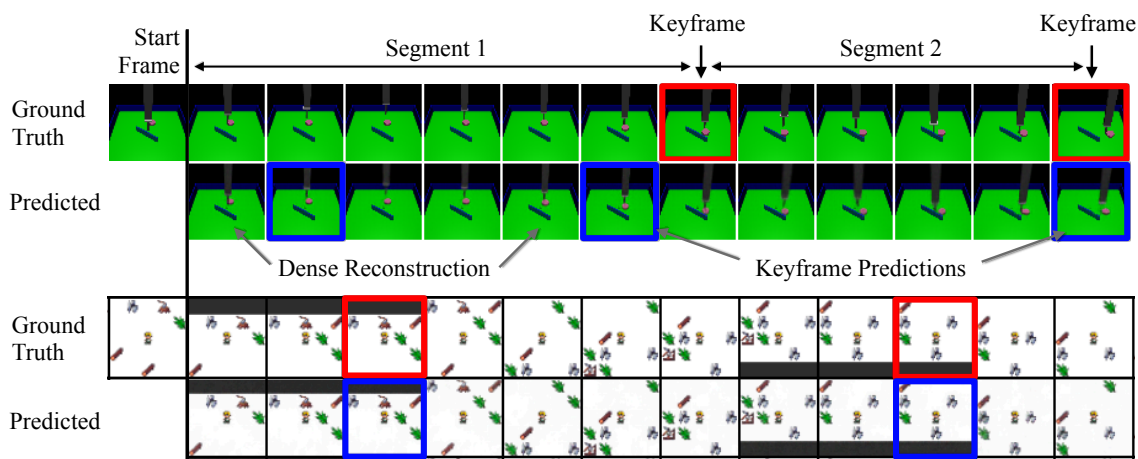 Start
Frame
Segment 1
Keyframe
Segment 2
Keyframe
Ground
Truth
Predicted
Dense Reconstruction
Keyframe Predictions
Ground
Truth
Predicted